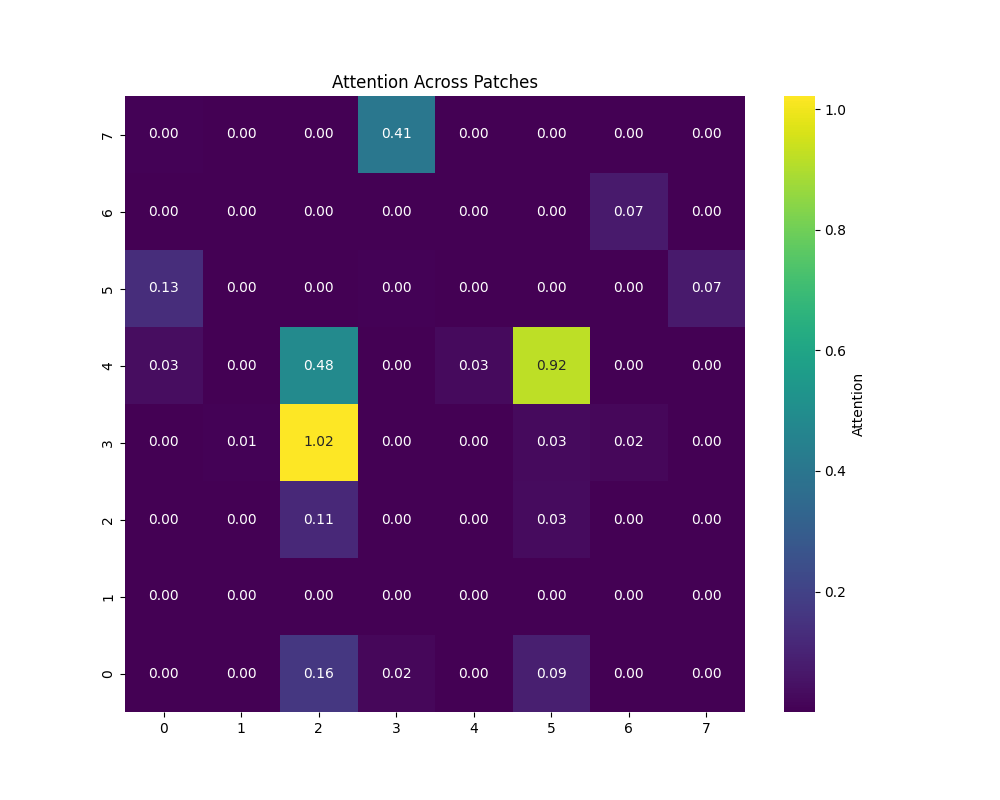 Attention Across Patches
7 0.00 0.00 0.00 0.41 0.00 0.00 0.00 0.00
6 0.00 0.00 0.00 0.00 0.00 0.00 0.07 0.00
5 0.13 0.00 0.00 0.00 0.00 0.00 0.00 0.07
4 0.03 0.00 0.48 0.00 0.03 0.92 0.00 0.00
3 0.00 0.01 1.02 0.00 0.00 0.03 0.02 0.00
2 0.00 0.00 0.11 0.00 0.00 0.03 0.00 0.00
1 0.00 0.00 0.00 0.00 0.00 0.00 0.00 0.00
0 0.00 0.00 0.16 0.02 0.00 0.09 0.00 0.00
0 1 2 3 4 5 6 7
1.0
0.8
0.6
0.4
0.2
Attention